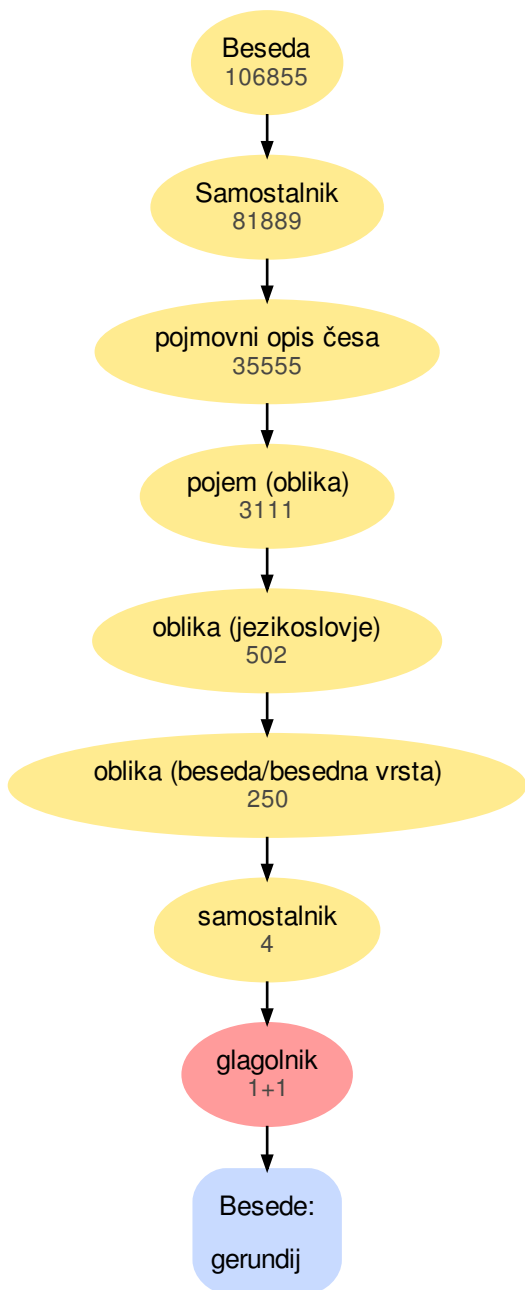 Beseda
106855
Samostalnik
81889
pojmovni opis česa
35555
pojem (oblika)
3111
oblika (jezikoslovje)
502
oblika (beseda/besedna vrsta)
250
samostalnik
4
glagolnik
1+1
Besede:
gerundij